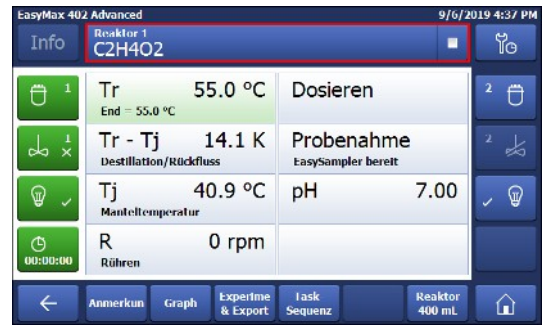 EasyMax 402 Advanced 9/6/2019 4:37 PM
Info
Reaktor 1
C2H4O2
1
Tr 55.0 °C
End = 55.0 °C
Dosieren
2
1
Tr - Tj 14.1 K
Destillation/Rückfluss
Probenahme
EasySampler bereit
2
Tj 40.9 °C
Manteltemperatur
pH 7.00
00:00:00
R 0 rpm
Rühren
Anmerkun
Graph
Experime
& Export
Task
Sequenz
Reaktor
400 mL